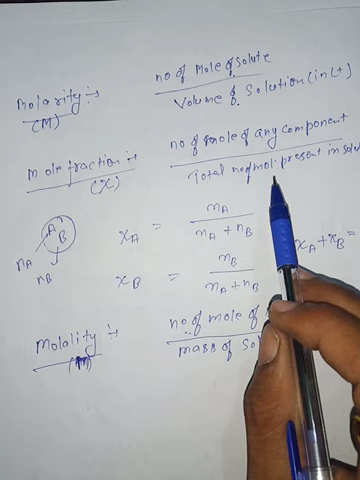 Molarity :- no of mole of solute
(M) Volume of Solution (in Lt)
Mole fraction :- no of mole of any component
(x) Total no of mol. present in
A B
nA
nB
xA = nA / nA + nB
xA + xB =
xB = nB / nA + nB
Molality :- no of mole of
(m) mass of